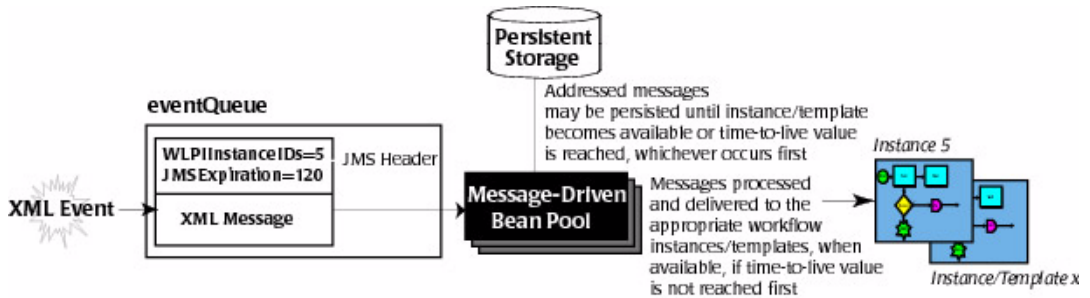 Persistent
Storage
Addressed messages
may be persisted until instance/template
becomes available or time-to-live value
is reached, whichever occurs first
eventQueue
WLPIInstanceIDs=5
JMSExpiration=120
JMS Header
XML Event
XML Message
Message-Driven
Bean Pool
Messages processed
and delivered to the
appropriate workflow
instances/templates, when
available, if time-to-live value
is not reached first
Instance 5
Instance/Template x